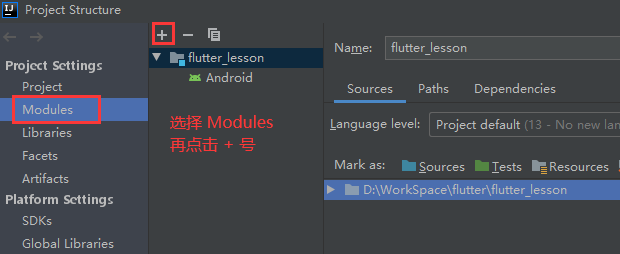 Project Structure
Project Settings
Project
Modules
Libraries
Facets
Artifacts
Platform Settings
SDKs
Global Libraries
flutter_lesson
Android
选择 Modules
再点击 + 号
Name: flutter_lesson
Sources Paths Dependencies
Language level: Project default (13 - No new lan
Mark as: Sources Tests Resources
D:\WorkSpace\flutter\flutter_lesson